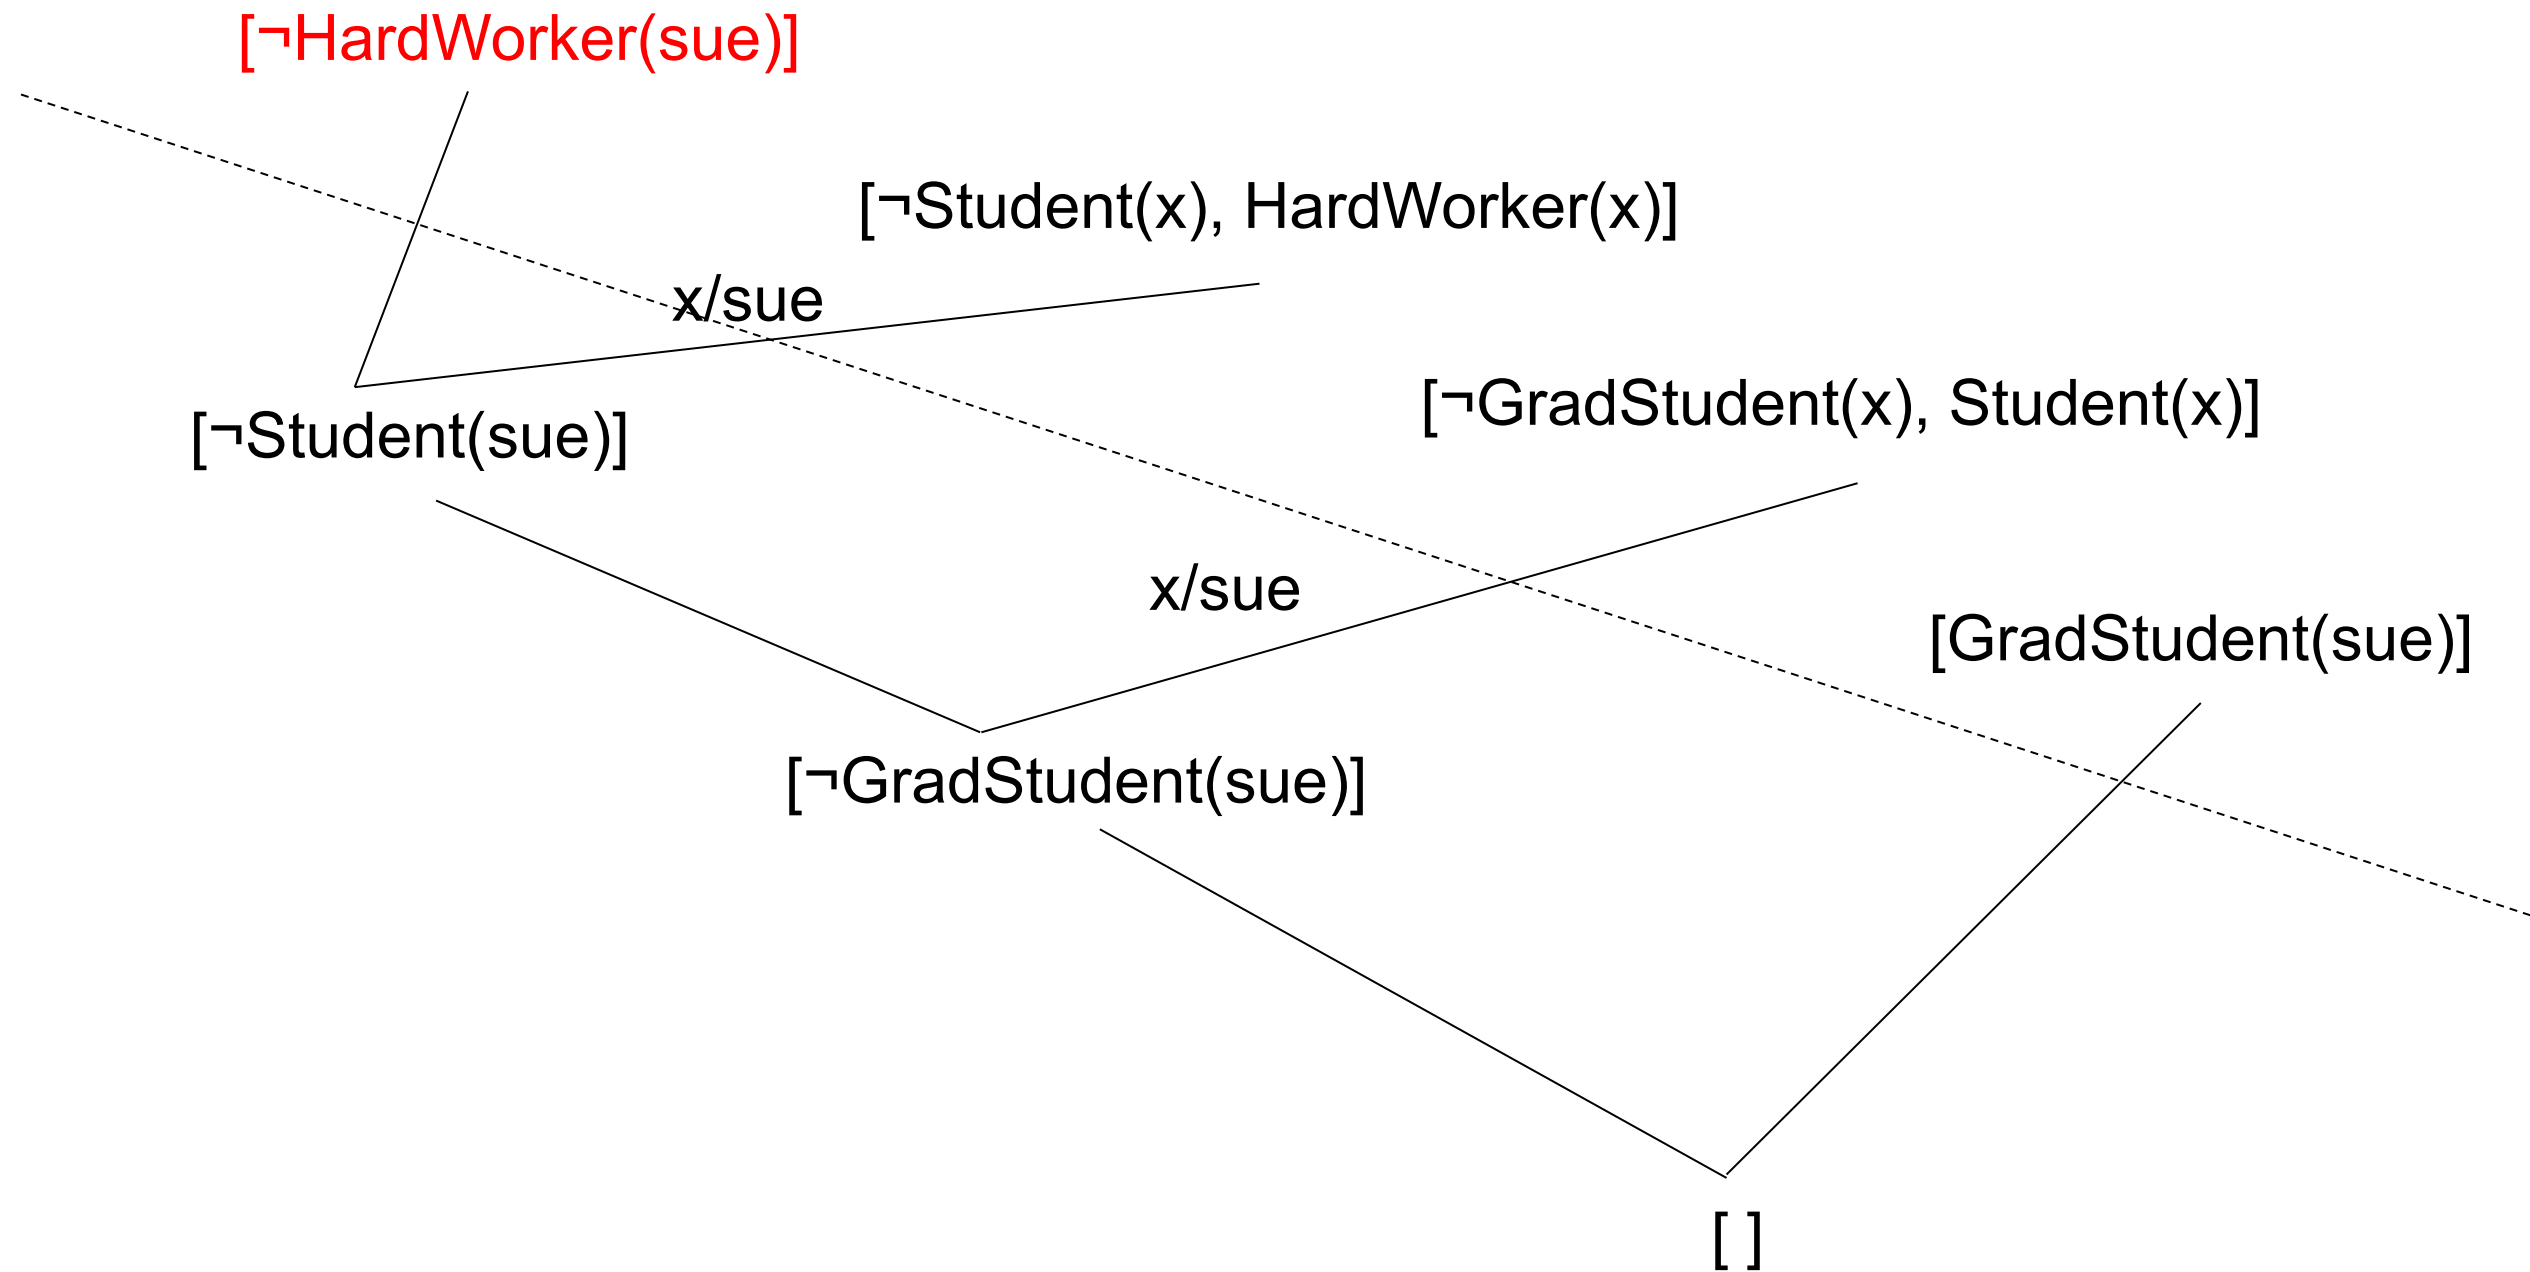 [¬HardWorker(sue)]
[¬Student(x), HardWorker(x)]
x/sue
[¬GradStudent(x), Student(x)]
[¬Student(sue)]
x/sue
[GradStudent(sue)]
[¬GradStudent(sue)]
[ ]